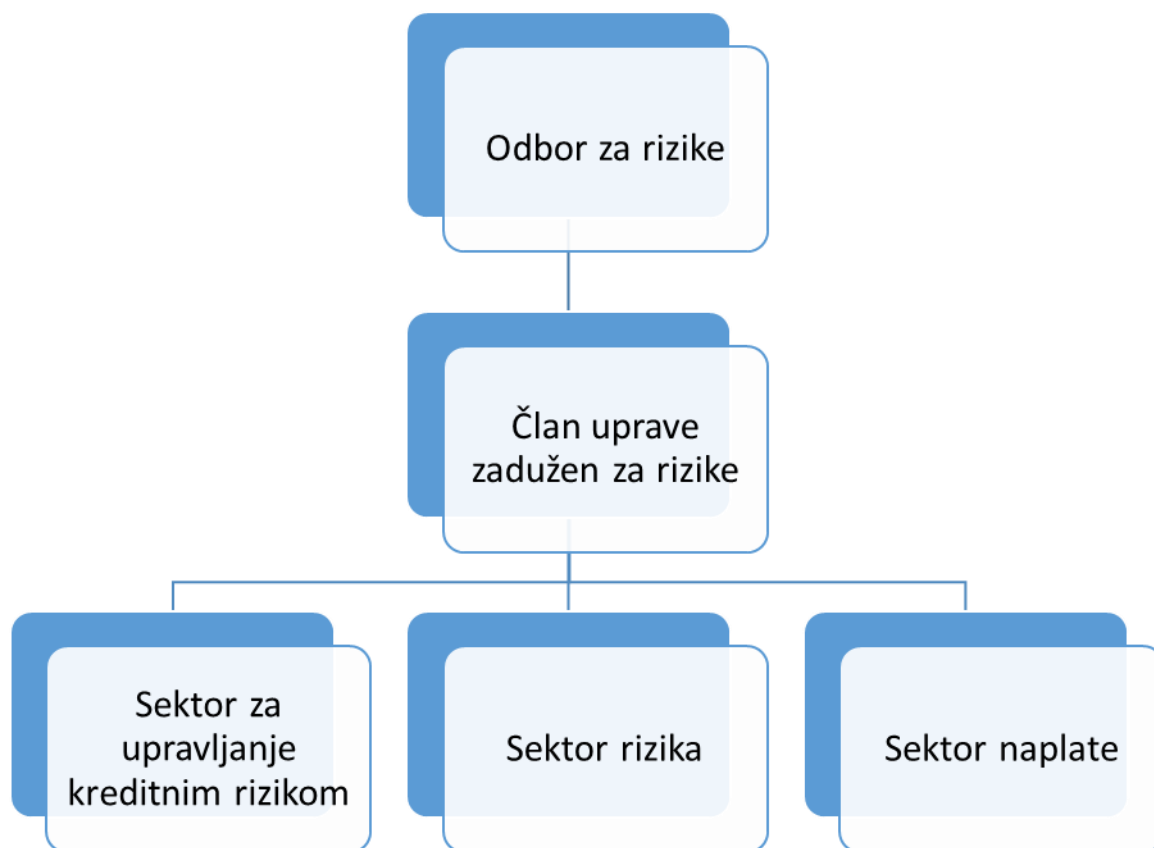 Odbor za rizike
Član uprave
zadužen za rizike
Sektor za
upravljanje
kreditnim rizikom
Sektor rizika
Sektor naplate